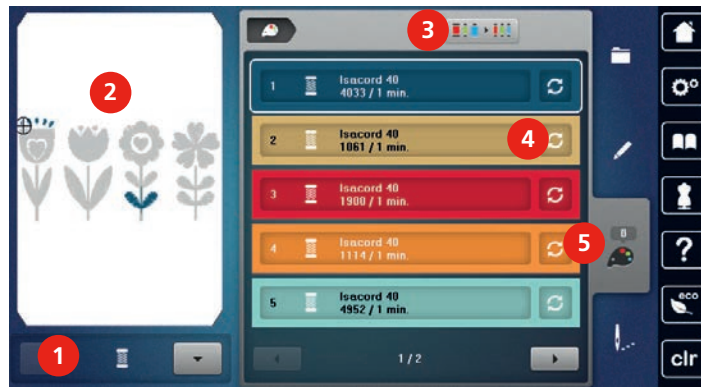 3
1
Isacord 40
4033 / 1 min.
2
2
Isacord 40
1061 / 1 min.
4
3
Isacord 40
1900 / 1 min.
4
Isacord 40
1114 / 1 min.
5
8
5
Isacord 40
4952 / 1 min.
1
1/2
?
eco
clr